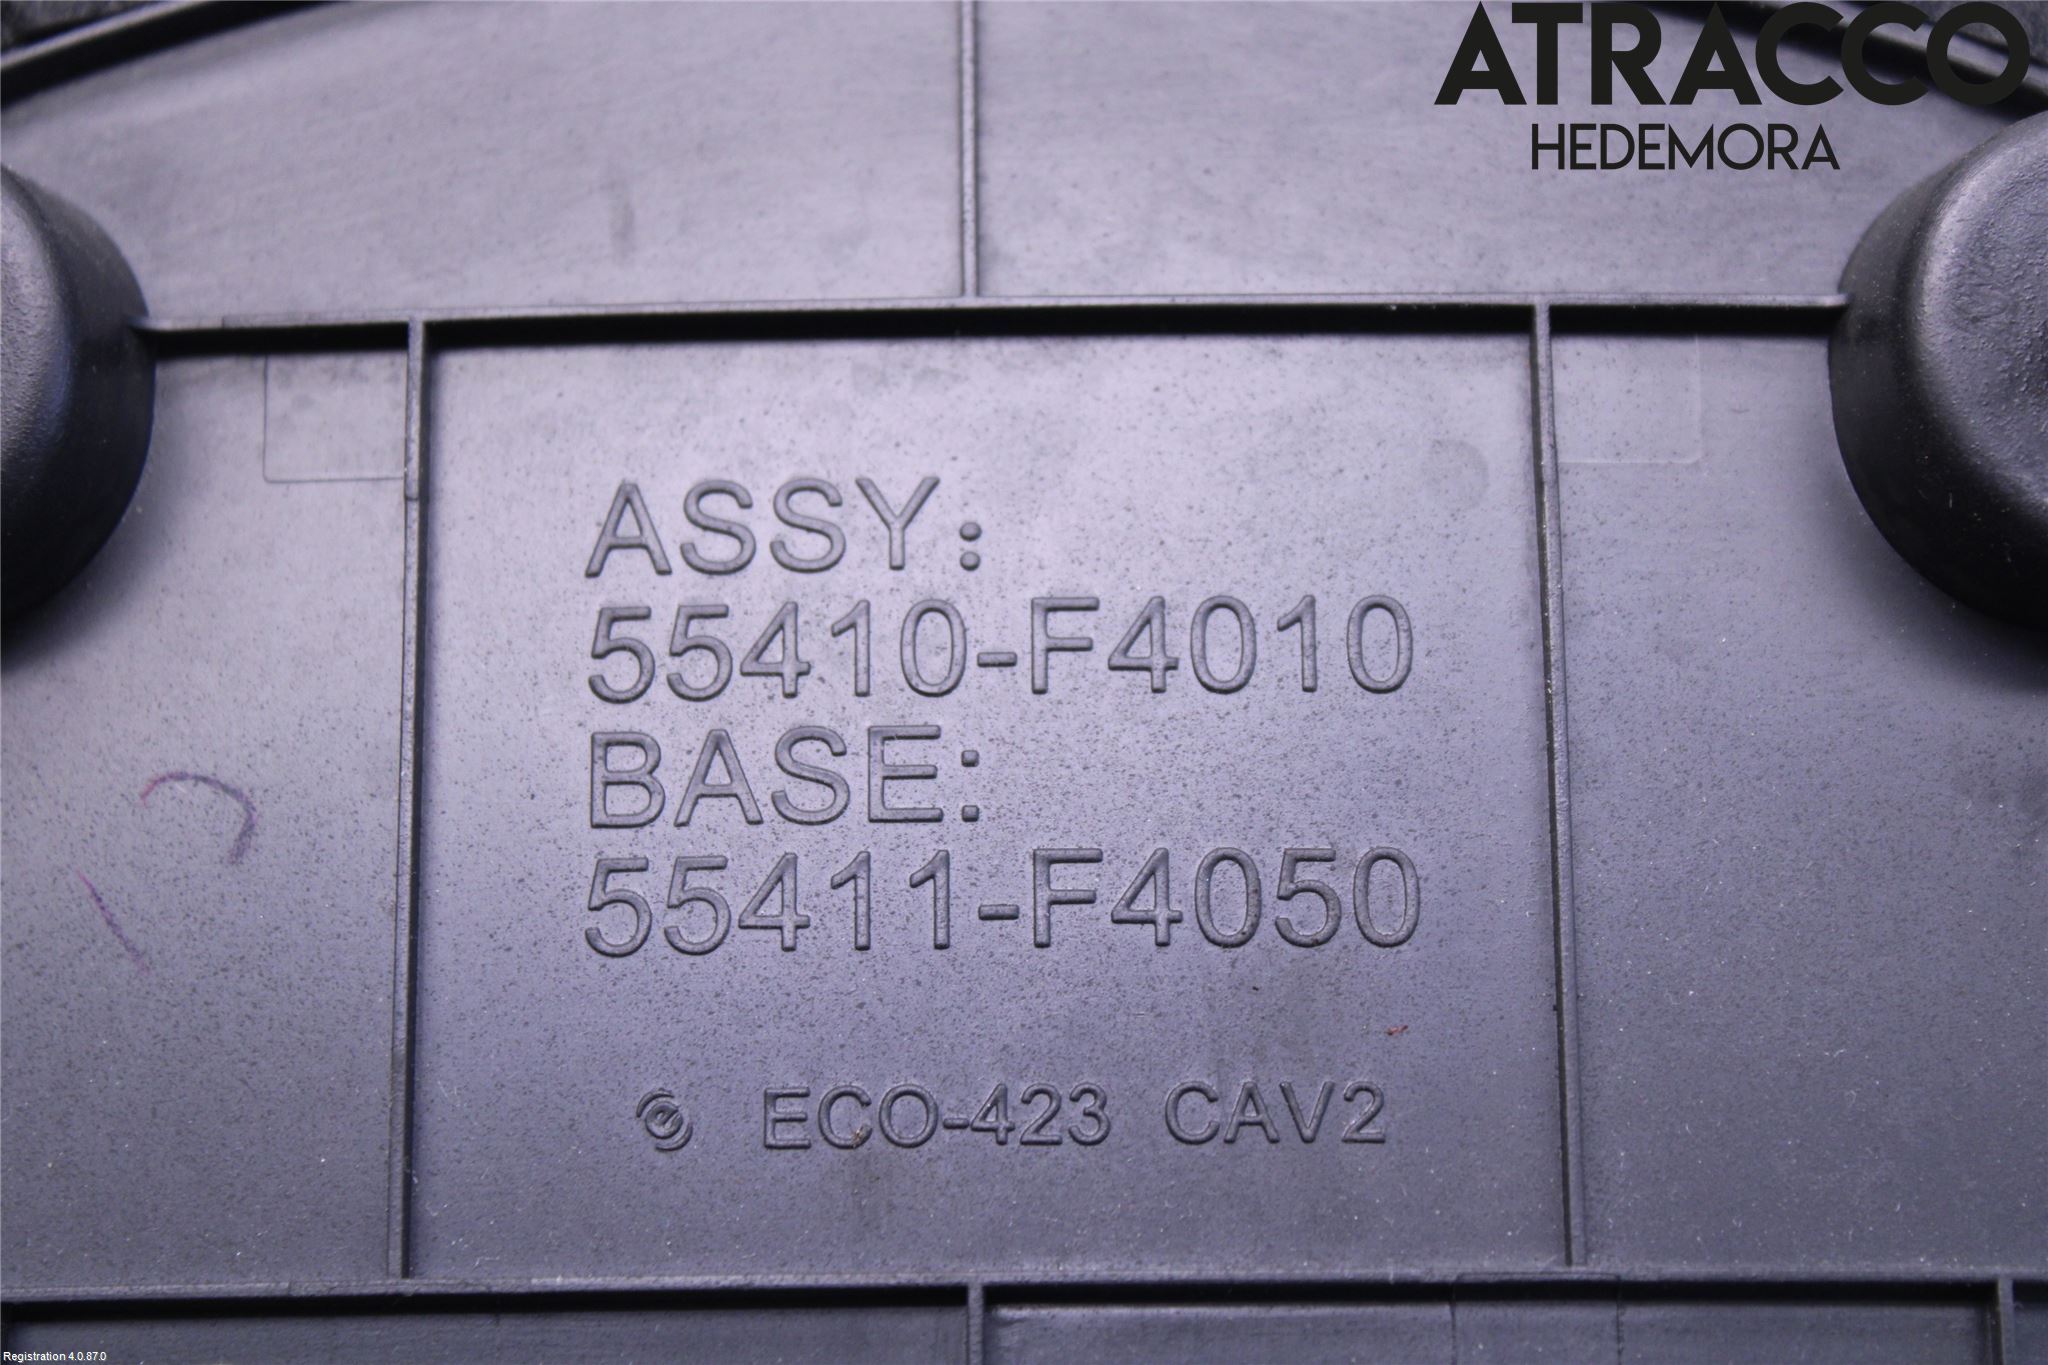 ATRACCO
HEDEMORA
ASSY:
55410-F4010
BASE:
55411-F4050
ECO-423 CAV2
Registration 4.0.87.0